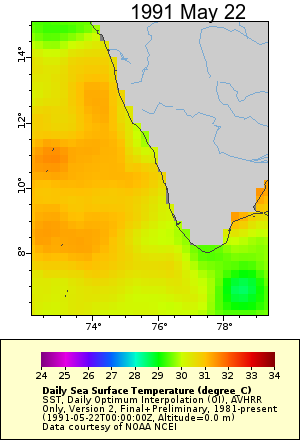 1991 May 22
14°
12°
10°
8°
74° 76° 78°
24 25 26 27 28 29 30 31 32 33 34
Daily Sea Surface Temperature (degree_C)
SST, Daily Optimum Interpolation (OI), AVHRR
Only, Version 2, Final+Preliminary, 1981-present
(1991-05-22T00:00:00Z, Altitude=0.0 m)
Data courtesy of NOAA NCEI